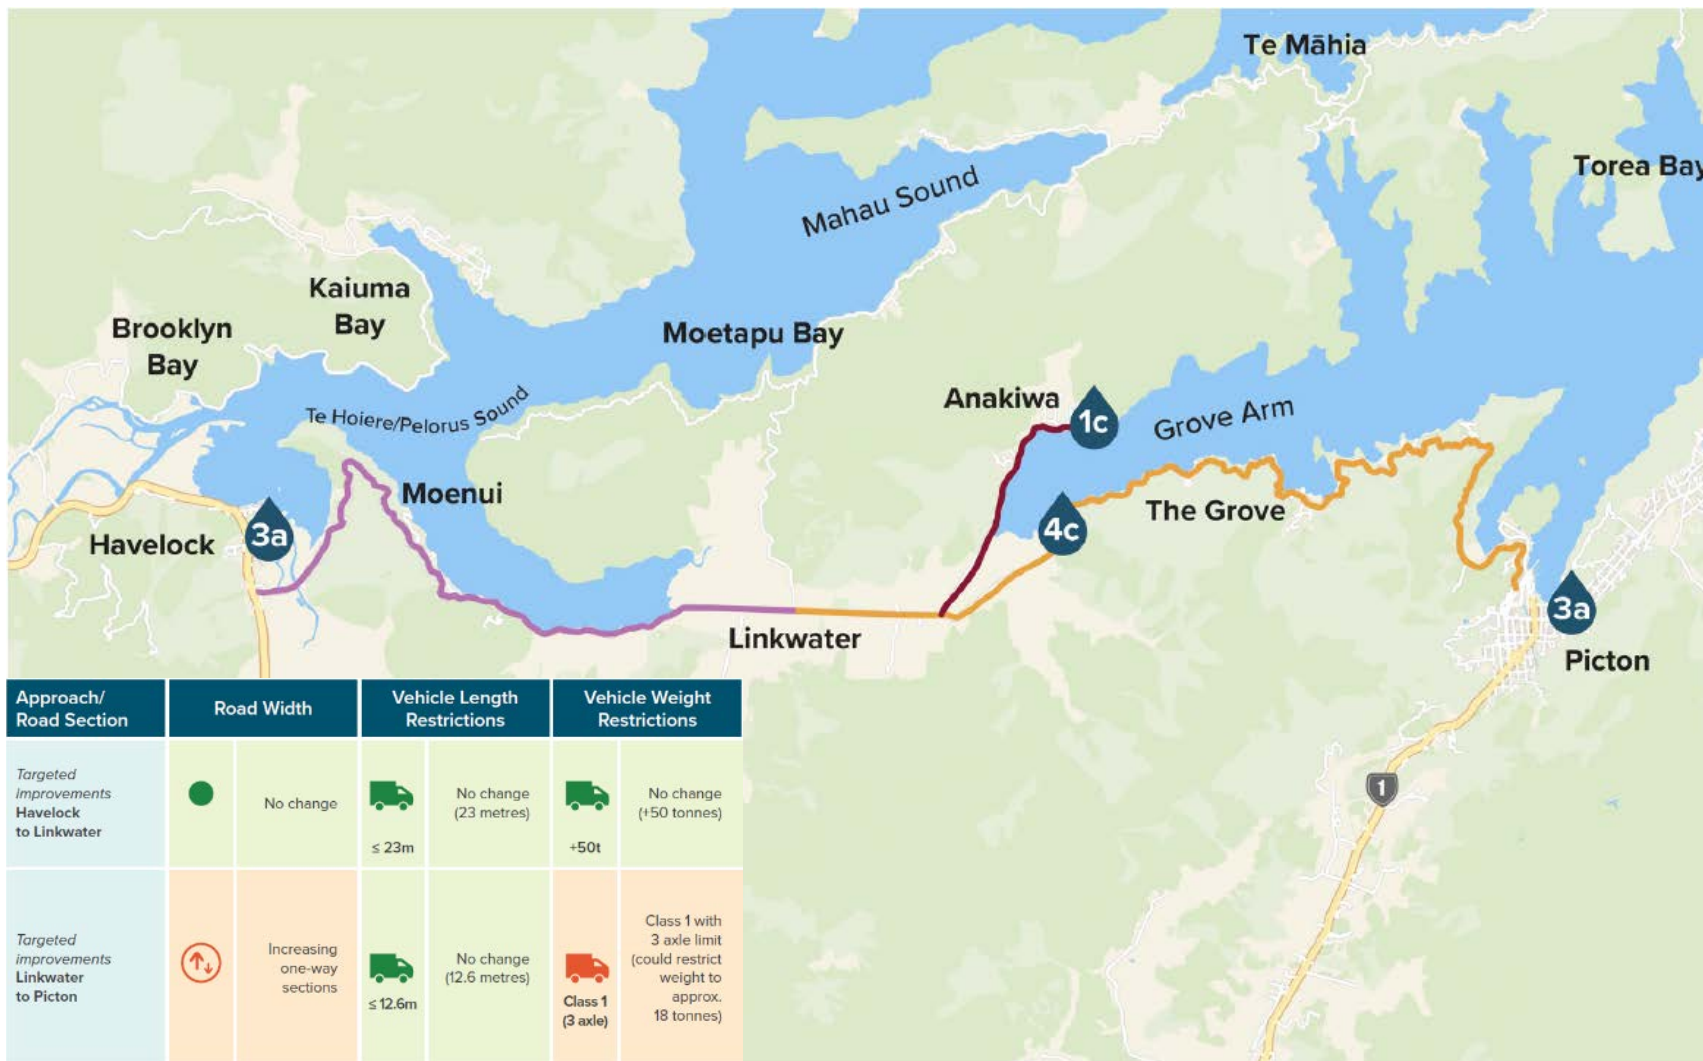 Te Māhia
Torea Bay
Mahau Sound
Kaiuma
Bay
Brooklyn
Bay
Moetapu Bay
Te Hoiere/Pelorus Sound
Anakiwa
1c
Grove Arm
Moenui
Havelock
3a
4c
The Grove
Linkwater
3a
Picton
1
Approach/
Road Section
Road Width
Vehicle Length
Restrictions
Vehicle Weight
Restrictions
Targeted
improvements
Havelock
to Linkwater
No change
≤ 23m
No change
(23 metres)
+50t
No change
(+50 tonnes)
Targeted
improvements
Linkwater
to Picton
Increasing
one-way
sections
≤ 12.6m
No change
(12.6 metres)
Class 1
(3 axle)
Class 1 with
3 axle limit
(could restrict
weight to
approx.
18 tonnes)